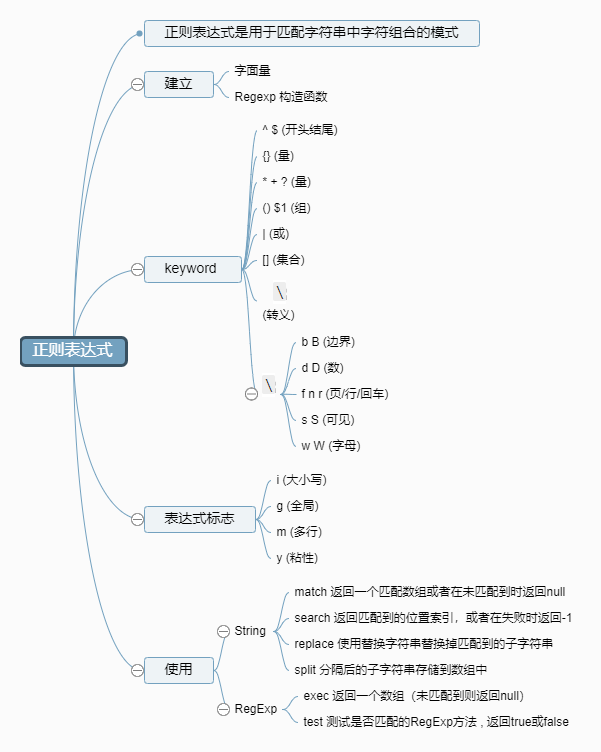 正则表达式是用于匹配字符串中字符组合的模式
建立
字面量
Regexp 构造函数
^ $ (开头结尾)
{} (量)
* + ? (量)
() $1 (组)
| (或)
keyword
[] (集合)
\
(转义)
正则表达式
\
b B (边界)
d D (数)
f n r (页/行/回车)
s S (可见)
w W (字母)
表达式标志
i (大小写)
g (全局)
m (多行)
y (粘性)
使用
String
match 返回一个匹配数组或者在未匹配到时返回null
search 返回匹配到的位置索引，或者在失败时返回-1
replace 使用替换字符串替换掉匹配到的子字符串
split 分隔后的子字符串存储到数组中
RegExp
exec 返回一个数组（未匹配到则返回null）
test 测试是否匹配的RegExp方法 , 返回true或false